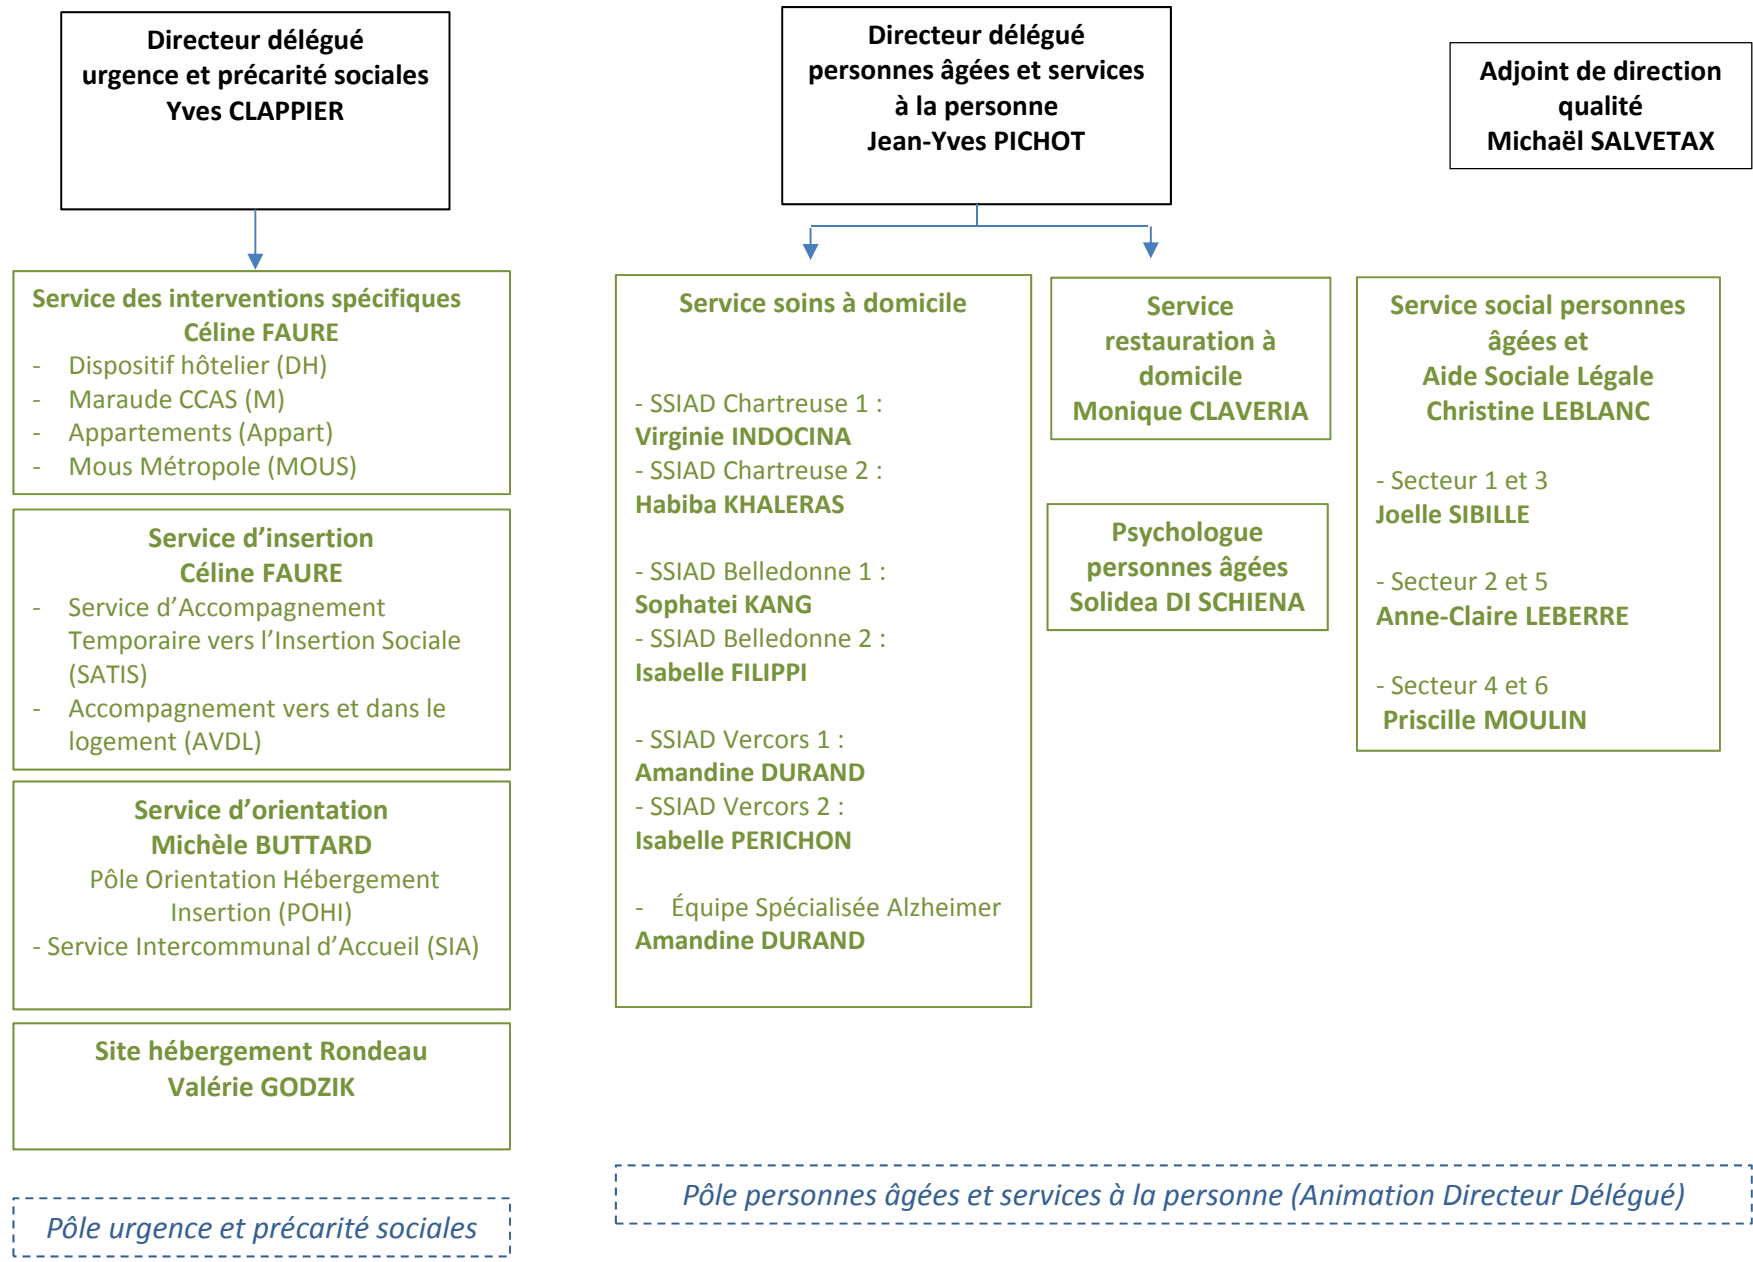 Directeur délégué
urgence et précarité sociales
Yves CLAPPIER
Directeur délégué
personnes âgées et services
à la personne
Jean-Yves PICHOT
Adjoint de direction
qualité
Michaël SALVETAX
Service des interventions spécifiques
Céline FAURE
- Dispositif hôtelier (DH)
- Maraude CCAS (M)
- Appartements (Appart)
- Mous Métropole (MOUS)
Service d’insertion
Céline FAURE
- Service d’Accompagnement
Temporaire vers l’Insertion Sociale
(SATIS)
- Accompagnement vers et dans le
logement (AVDL)
Service d’orientation
Michèle BUTTARD
Pôle Orientation Hébergement
Insertion (POHI)
- Service Intercommunal d’Accueil (SIA)
Site hébergement Rondeau
Valérie GODZIK
Pôle urgence et précarité sociales
Service soins à domicile
- SSIAD Chartreuse 1 :
Virginie INDOCINA
- SSIAD Chartreuse 2 :
Habiba KHALERAS
- SSIAD Belledonne 1 :
Sophatei KANG
- SSIAD Belledonne 2 :
Isabelle FILIPPI
- SSIAD Vercors 1 :
Amandine DURAND
- SSIAD Vercors 2 :
Isabelle PERICHON
- Équipe Spécialisée Alzheimer
Amandine DURAND
Service
restauration à
domicile
Monique CLAVERIA
Psychologue
personnes âgées
Solidea DI SCHIENA
Service social personnes
âgées et
Aide Sociale Légale
Christine LEBLANC
- Secteur 1 et 3
Joelle SIBILLE
- Secteur 2 et 5
Anne-Claire LEBERRE
- Secteur 4 et 6
Priscille MOULIN
Pôle personnes âgées et services à la personne (Animation Directeur Délégué)